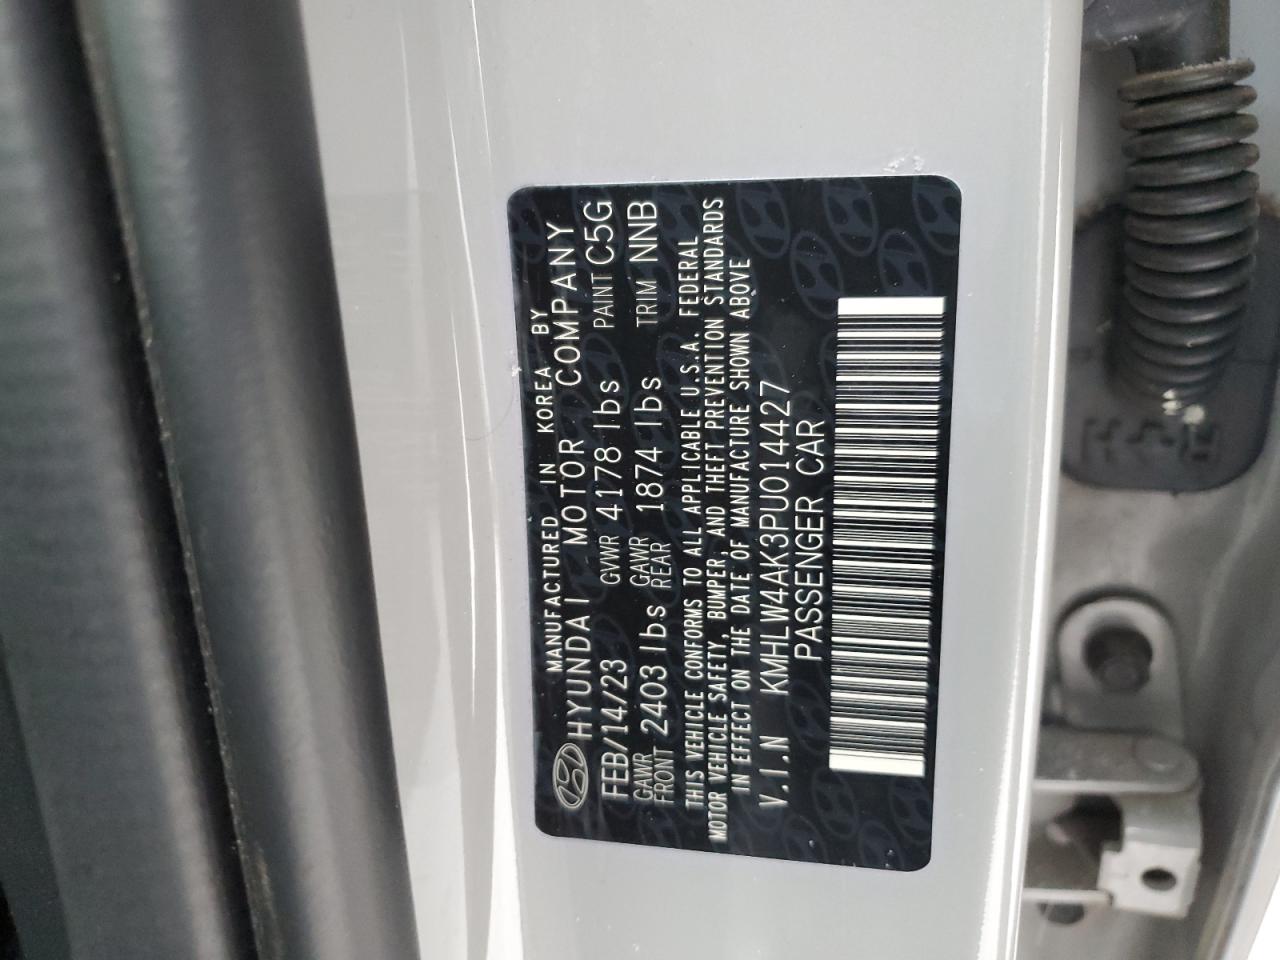 MANUFACTURED IN KOREA BY
HYUNDAI MOTOR COMPANY
FEB/14/23 GVWR 4178 lbs PAINT C5G
GAWR FRONT 2403 lbs GAWR REAR 1874 lbs TRIM NNB
THIS VEHICLE CONFORMS TO ALL APPLICABLE U.S.A. FEDERAL
MOTOR VEHICLE SAFETY, BUMPER, AND THEFT PREVENTION STANDARDS
IN EFFECT ON THE DATE OF MANUFACTURE SHOWN ABOVE
V.I.N KMHLW4AK3PU014427
PASSENGER CAR